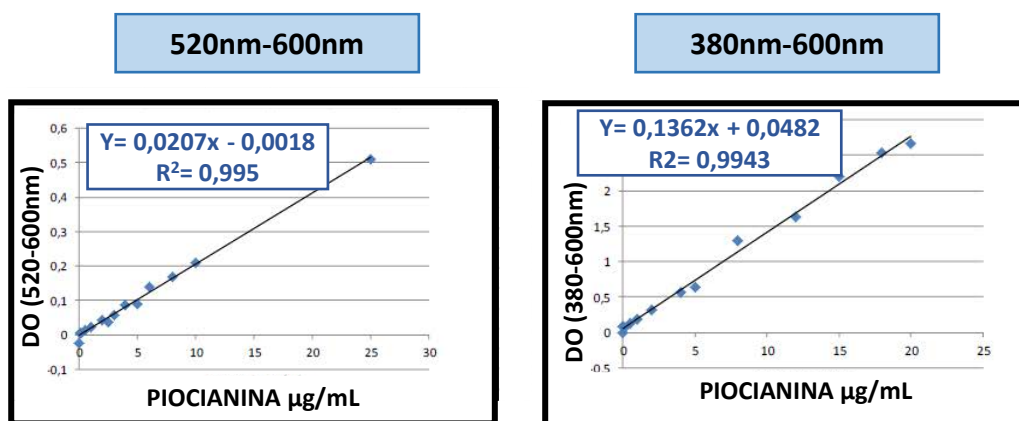 520nm-600nm
380nm-600nm
Y= 0,0207x - 0,0018
R²= 0,995
DO (520-600nm)
0,6
0,5
0,4
0,3
0,2
0,1
0
-0,1
0 5 10 15 20 25 30
PIOCIANINA µg/mL
Y= 0,1362x + 0,0482
R2= 0,9943
DO (380-600nm)
2
1,5
1
0,5
0
-0.5
0 5 10 15 20 25
PIOCIANINA µg/mL